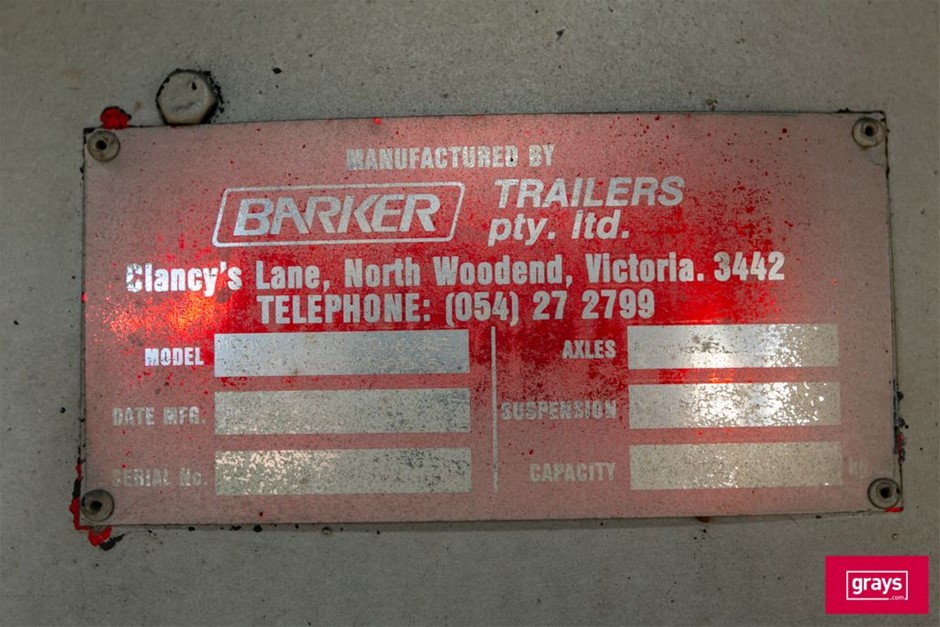 MANUFACTURED BY
BARKER TRAILERS
pty. ltd.
Clancy's Lane, North Woodend, Victoria. 3442
TELEPHONE: (054) 27 2799
MODEL AXLES
DATE MFG. SUSPENSION
SERIAL No. CAPACITY
grays
.com